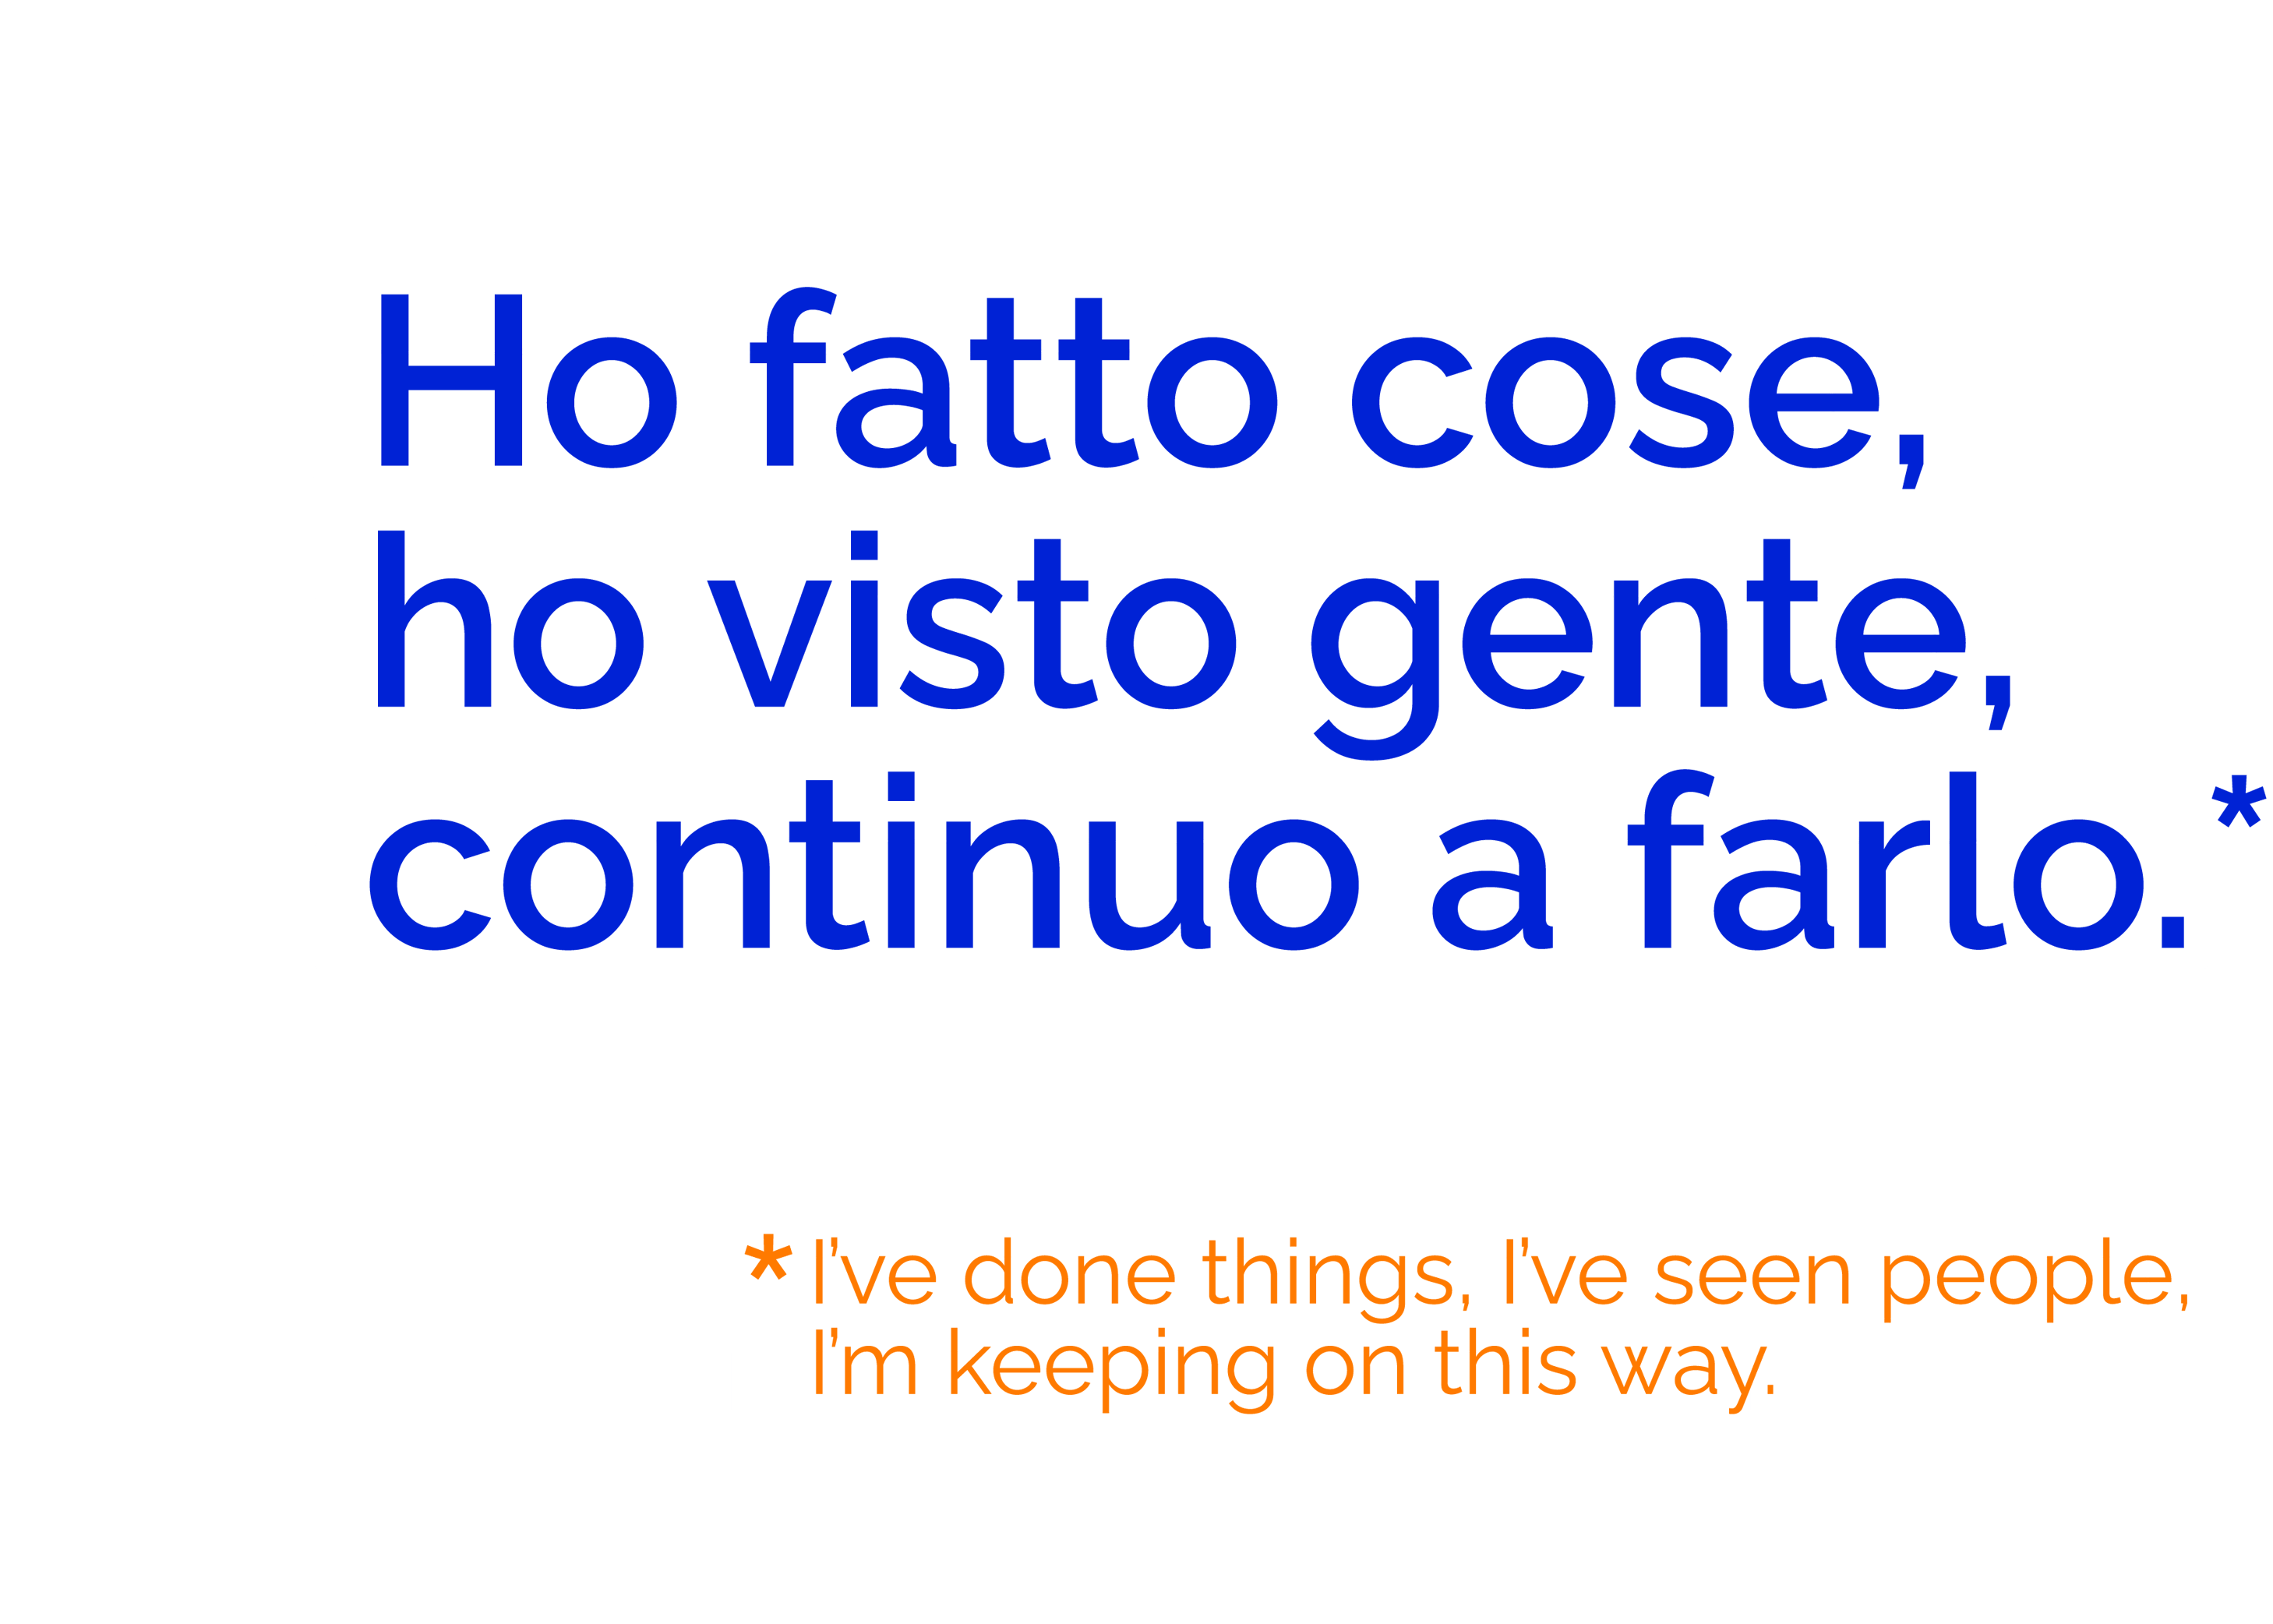 Ho fatto cose,
ho visto gente,
continuo a farlo.*
* I’ve done things, I’ve seen people,
I’m keeping on this way.